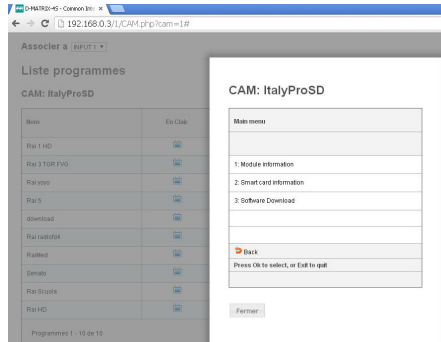 D-MATRIX-4S - Common Inte
192.168.0.3/1/CAM.php?cam=1#
Associer a INPUT 1
Liste programmes
CAM: ItalyProSD
Nom
En Clair
Rai 1 HD
Rai 3 TGR FVG
Rai yoyo
Rai 5
download
Rai radiofd4
RaiMed
Senato
Rai Scuola
Rai HD
Programmes 1 - 10 de 10
CAM: ItalyProSD
Main menu
1: Module information
2: Smart card information
3: Software Download
Back
Press Ok to select, or Exit to quit
Fermer